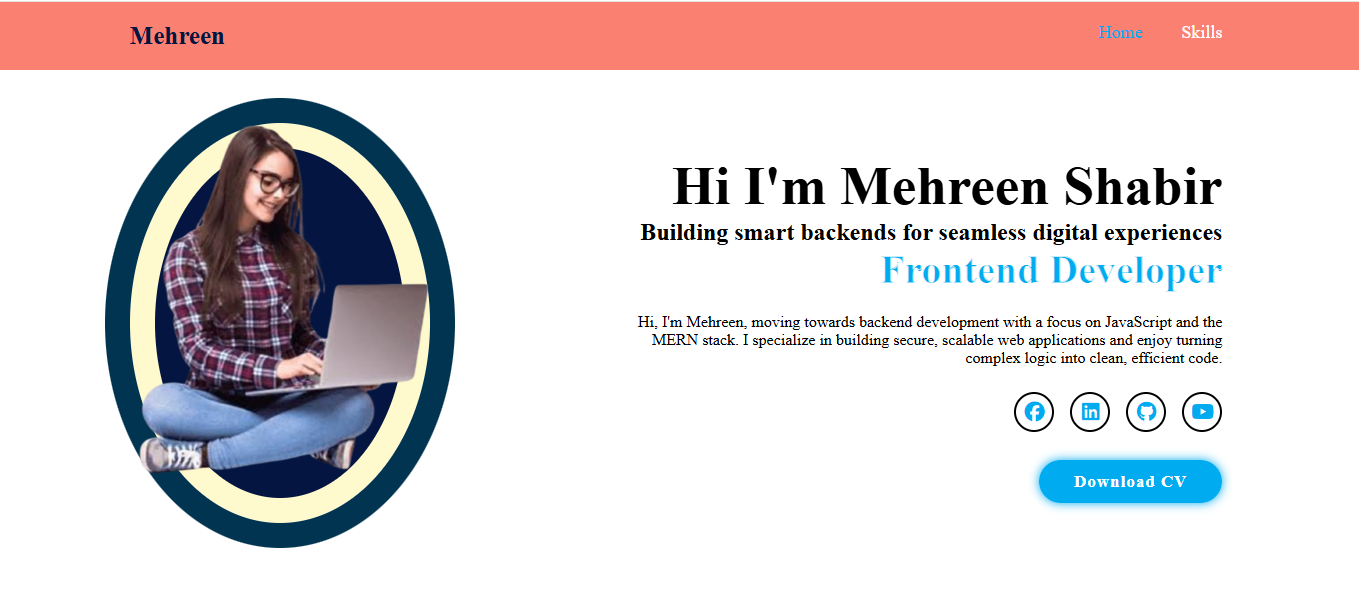 Mehreen
Home Skills
Hi I'm Mehreen Shabir
Building smart backends for seamless digital experiences
Frontend Developer
Hi, I'm Mehreen, moving towards backend development with a focus on JavaScript and the
MERN stack. I specialize in building secure, scalable web applications and enjoy turning
complex logic into clean, efficient code.
Download CV